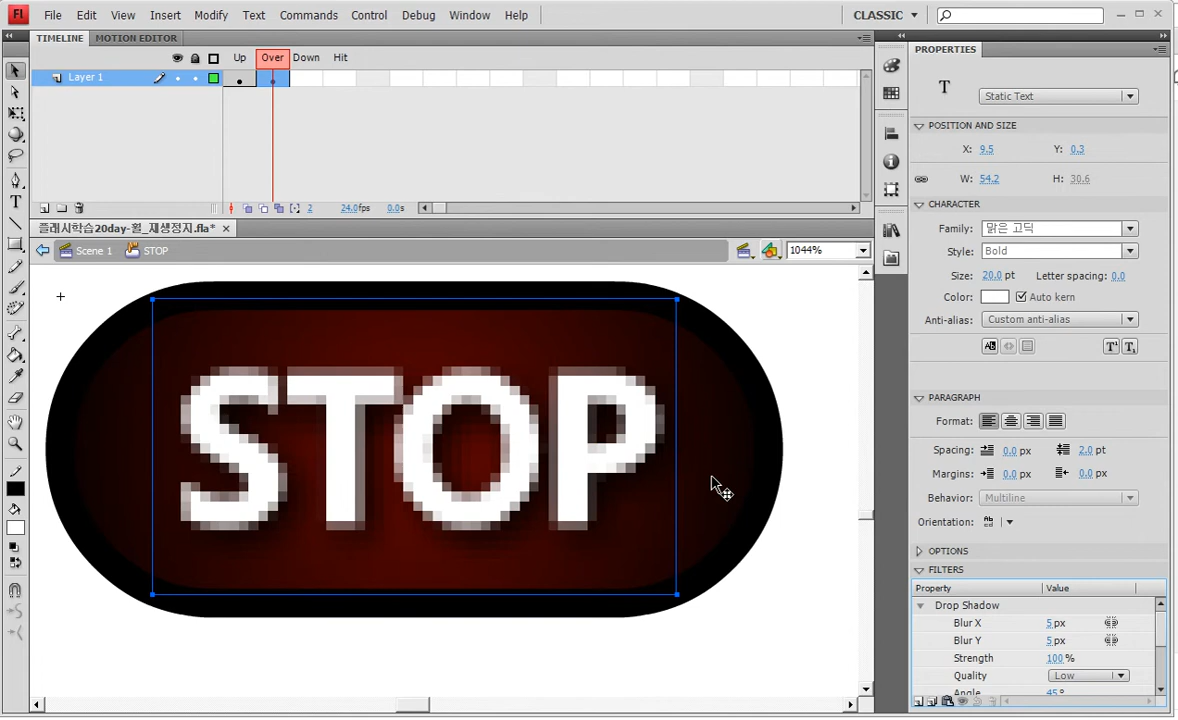 Fl File Edit View Insert Modify Text Commands Control Debug Window Help CLASSIC
TIMELINE MOTION EDITOR
Up Over Down Hit
Layer 1
2 24.0fps 0.0s
플래시학습20day-월_재생정지.fla*
Scene 1 STOP 1044%
STOP
PROPERTIES
T Static Text
POSITION AND SIZE
X: 9.5 Y: 0.3
W: 54.2 H: 30.6
CHARACTER
Family: 맑은 고딕
Style: Bold
Size: 20.0 pt Letter spacing: 0.0
Color: Auto kern
Anti-alias: Custom anti-alias
PARAGRAPH
Format:
Spacing: 0.0 px 2.0 pt
Margins: 0.0 px 0.0 px
Behavior: Multiline
Orientation:
OPTIONS
FILTERS
Property Value
Drop Shadow
Blur X 5 px
Blur Y 5 px
Strength 100 %
Quality Low
Angle 45 °